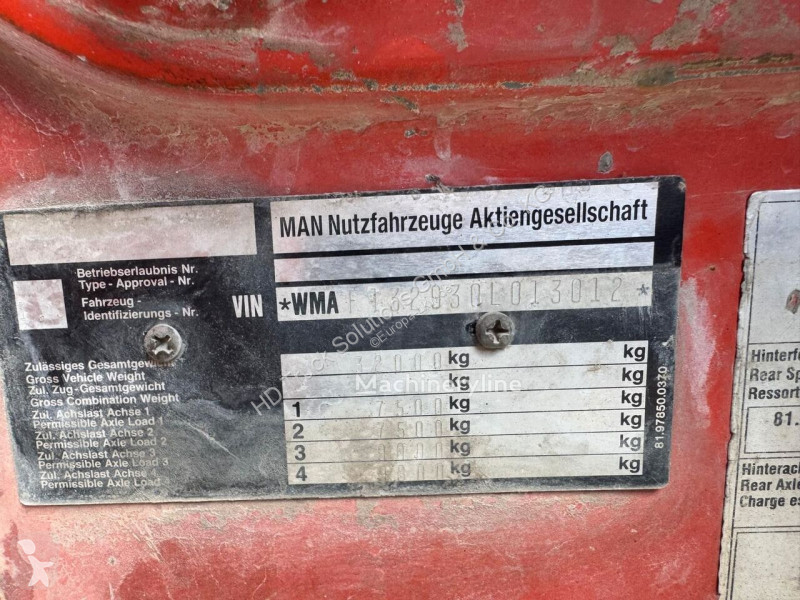 MAN Nutzfahrzeuge Aktiengesellschaft
Betriebserlaubnis Nr.
Type - Approval - Nr.
Fahrzeug -
Identifizierungs - Nr.
VIN *WMA 930L013012*
Zulässiges Gesamtgewicht
Gross Vehicle Weight
Zul. Zug-Gesamtgewicht
Gross Combination Weight
Zul. Achslast Achse 1
Permissible Axle Load 1
Zul. Achslast Achse 2
Permissible Axle Load 2
Zul. Achslast Achse 3
Permissible Axle Load 3
Zul. Achslast Achse 4
Permissible Axle Load
kg kg
kg kg
1 7500 kg kg
2 7500 kg kg
3 kg kg
4 kg kg
81.97850.0370
Machineryline
Hinterfe
Rear Sp
Ressort
81.
Hinterac
Rear Axle
Charge es